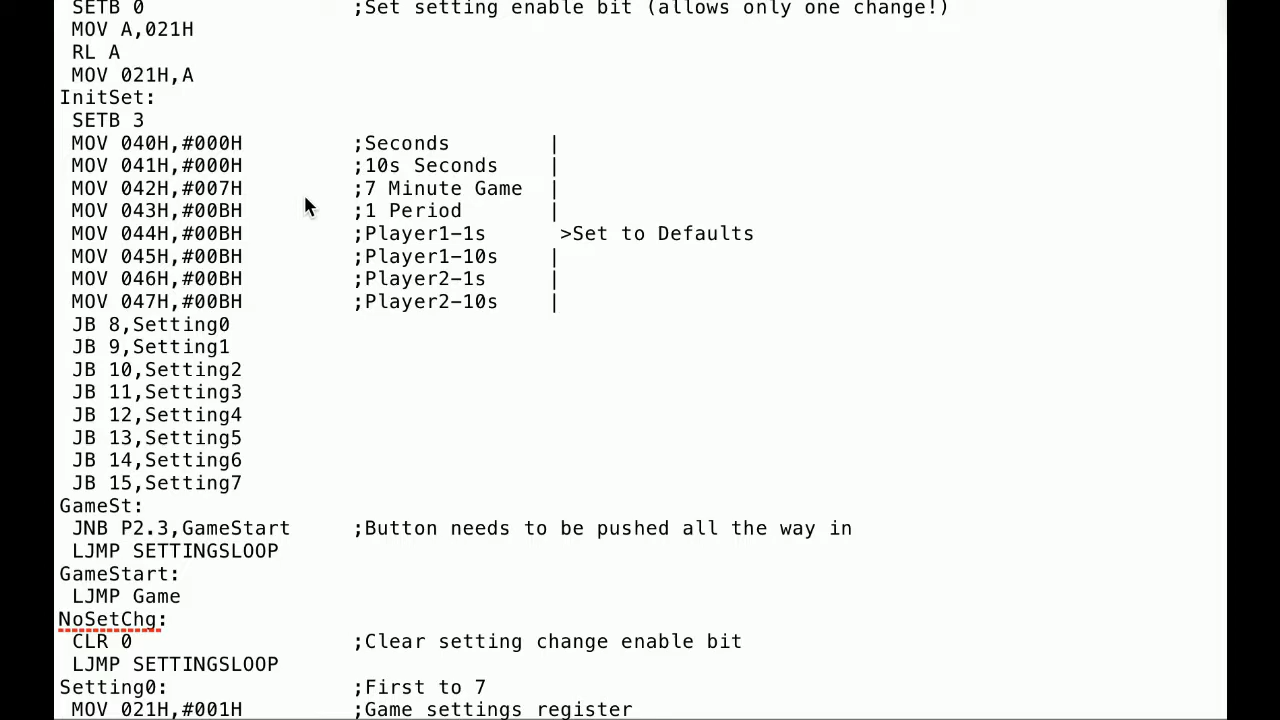 SETB 0 ;Set setting enable bit (allows only one change!)
MOV A,021H
RL A
MOV 021H,A
InitSet:
SETB 3
MOV 040H,#000H ;Seconds |
MOV 041H,#000H ;10s Seconds |
MOV 042H,#007H ;7 Minute Game |
MOV 043H,#00BH ;1 Period |
MOV 044H,#00BH ;Player1-1s >Set to Defaults
MOV 045H,#00BH ;Player1-10s |
MOV 046H,#00BH ;Player2-1s |
MOV 047H,#00BH ;Player2-10s |
JB 8,Setting0
JB 9,Setting1
JB 10,Setting2
JB 11,Setting3
JB 12,Setting4
JB 13,Setting5
JB 14,Setting6
JB 15,Setting7
GameSt:
JNB P2.3,GameStart ;Button needs to be pushed all the way in
LJMP SETTINGSLOOP
GameStart:
LJMP Game
NoSetChg:
CLR 0 ;Clear setting change enable bit
LJMP SETTINGSLOOP
Setting0: ;First to 7
MOV 021H,#001H ;Game settings register